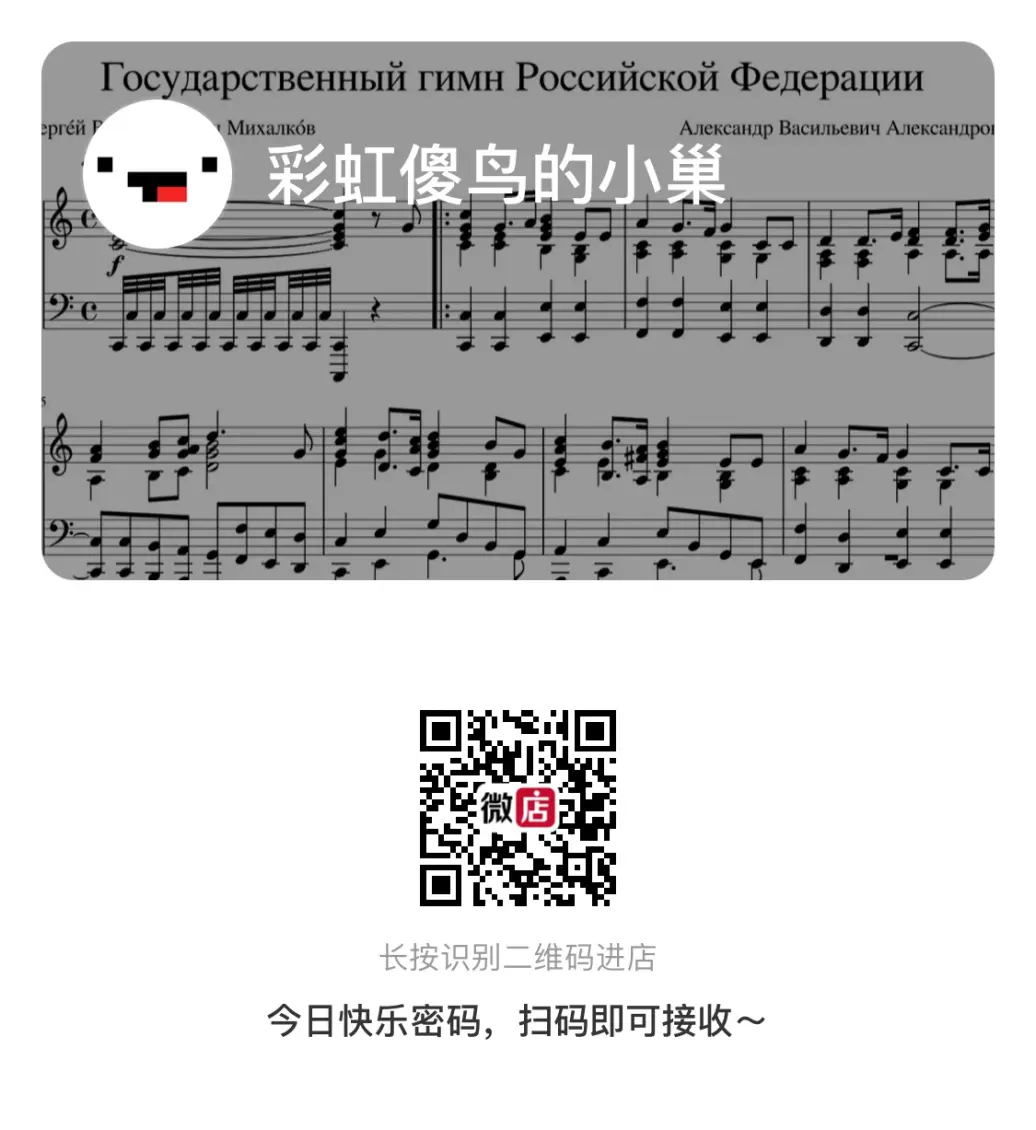 Государственный гимн Российской Федерации
Михалко́в
Александр Васильевич Александров
彩虹傻鸟的小巢
5
微店
长按识别二维码进店
今日快乐密码，扫码即可接收～